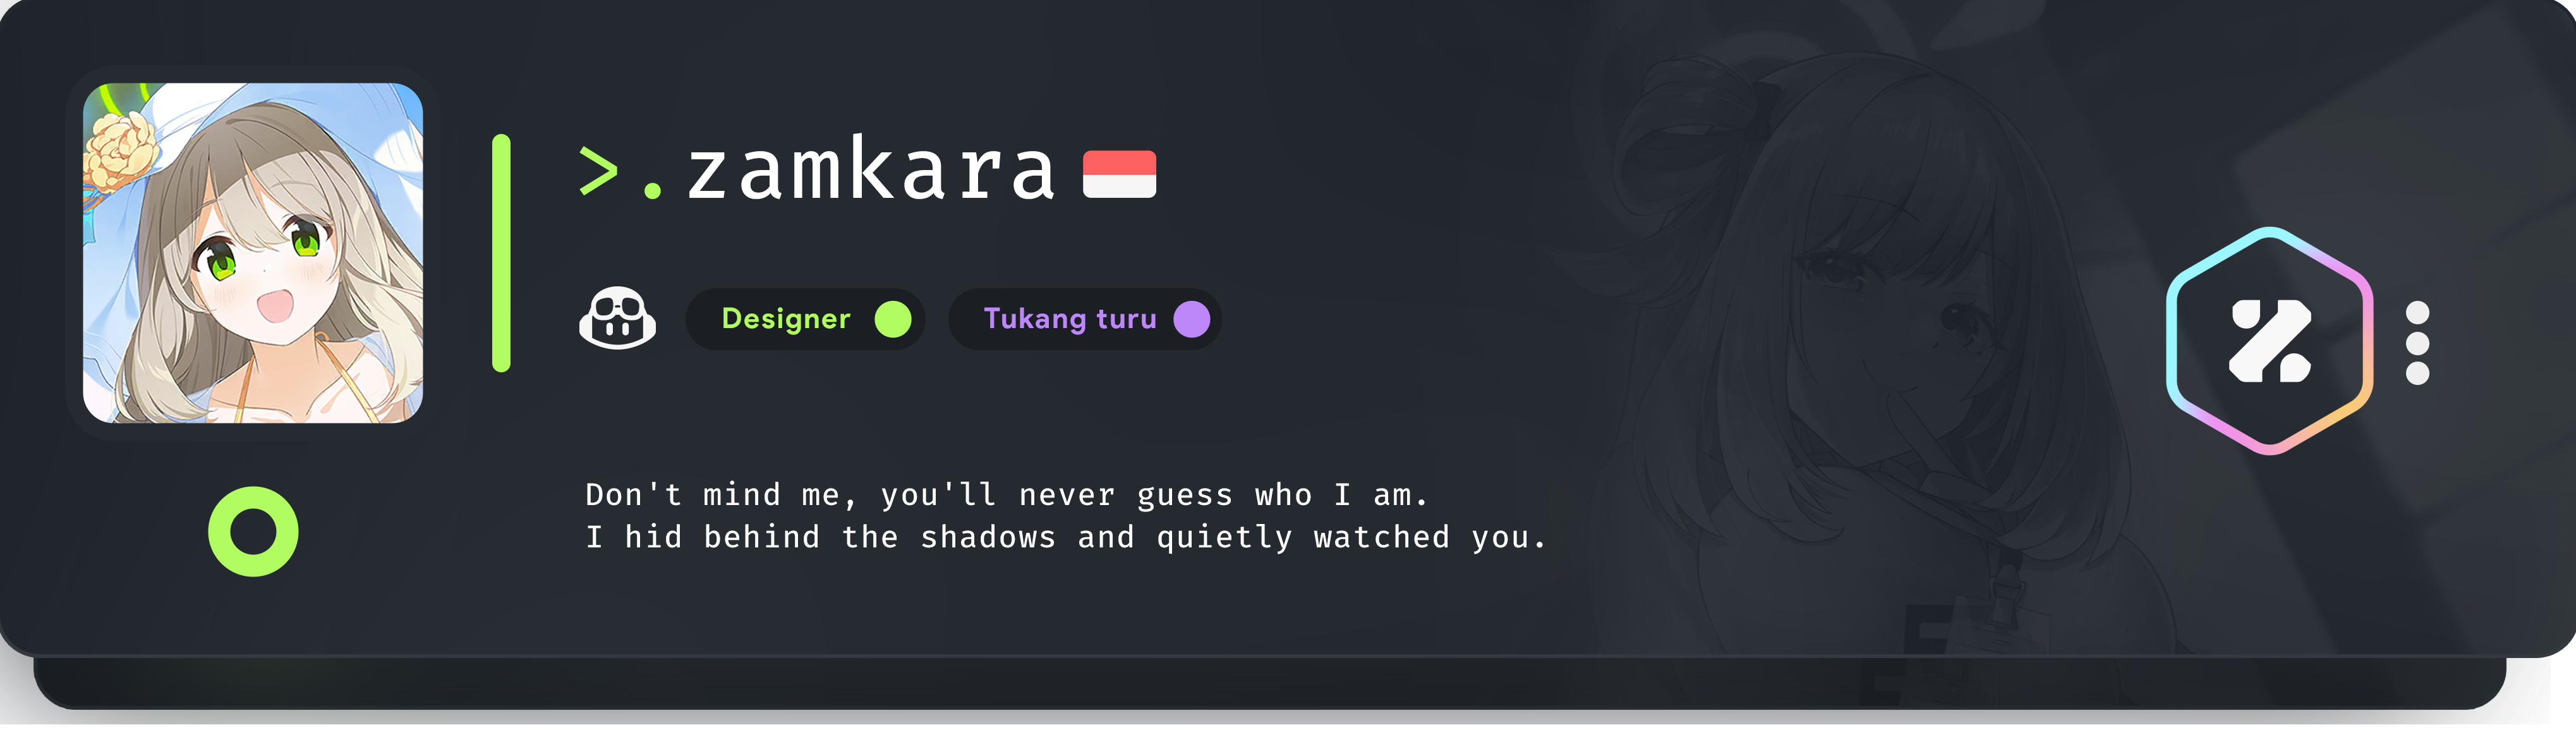 >.zamkara
Designer
Tukang turu
Don't mind me, you'll never guess who I am.
I hid behind the shadows and quietly watched you.